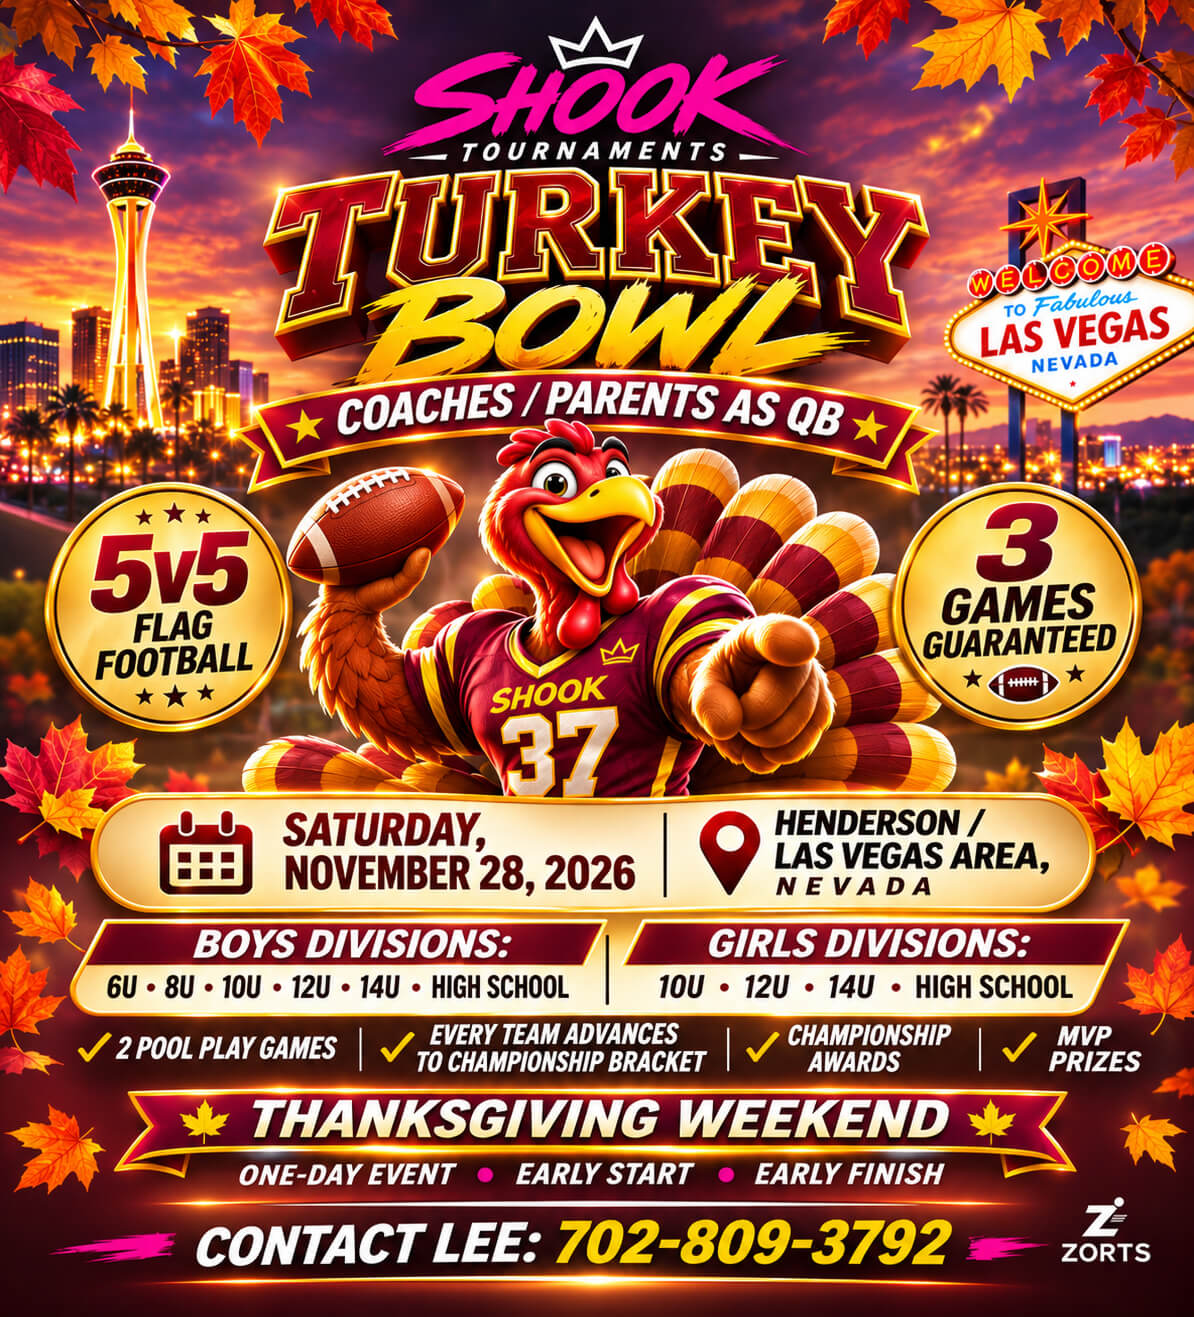 SHOOK
TOURNAMENTS
TURKEY
BOWL
COACHES / PARENTS AS QB
WELCOME
TO Fabulous
LAS VEGAS
NEVADA
5v5
FLAG
FOOTBALL
3
GAMES
GUARANTEED
SHOOK
37
SATURDAY,
NOVEMBER 28, 2026
HENDERSON /
LAS VEGAS AREA,
NEVADA
BOYS DIVISIONS:
6U • 8U • 10U • 12U • 14U • HIGH SCHOOL
GIRLS DIVISIONS:
10U • 12U • 14U • HIGH SCHOOL
2 POOL PLAY GAMES
EVERY TEAM ADVANCES
TO CHAMPIONSHIP BRACKET
CHAMPIONSHIP
AWARDS
MVP
PRIZES
THANKSGIVING WEEKEND
ONE-DAY EVENT • EARLY START • EARLY FINISH
CONTACT LEE: 702-809-3792
Z
ZORTS